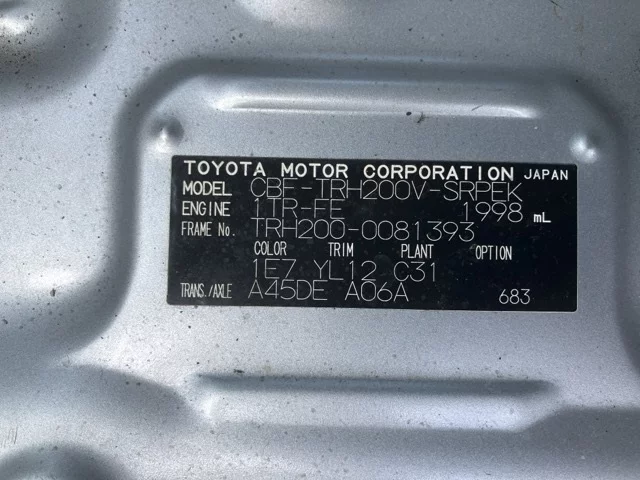 TOYOTA MOTOR CORPORATION JAPAN
MODEL CBF-TRH200V-SRPEK
ENGINE 1TR-FE 1998 mL
FRAME No. TRH200-0081393
COLOR TRIM PLANT OPTION
1E7 YL12 C31
TRANS./AXLE A45DE A06A 683